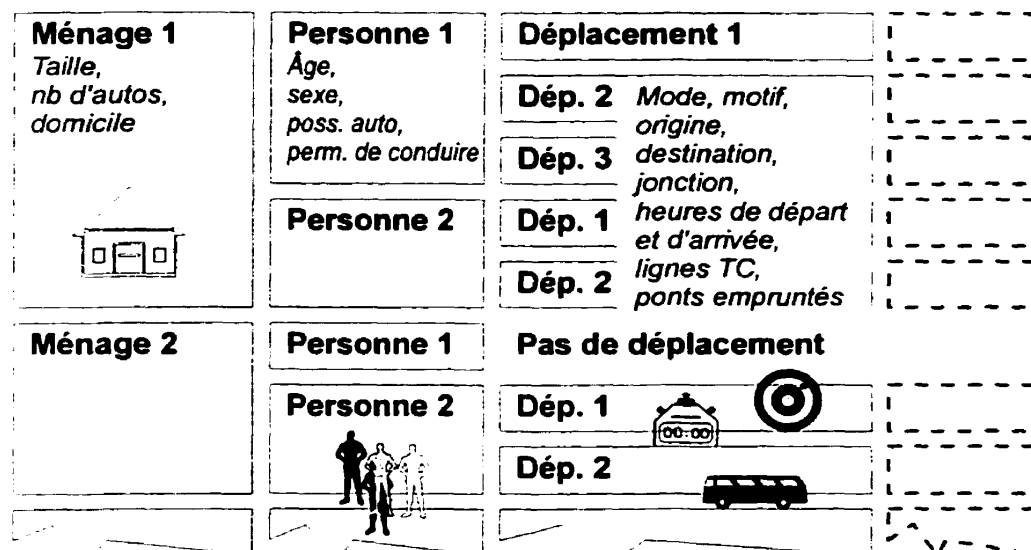 Ménage 1
Taille,
nb d'autos,
domicile
Personne 1
Âge,
sexe,
poss. auto,
perm. de conduire
Personne 2
Déplacement 1
Dép. 2
Dép. 3
Dép. 1
Dép. 2
Mode, motif,
origine,
destination,
jonction,
heures de départ
et d'arrivée,
lignes TC,
ponts empruntés
Ménage 2
Personne 1
Pas de déplacement
Personne 2
Dép. 1
00:00
Dép. 2